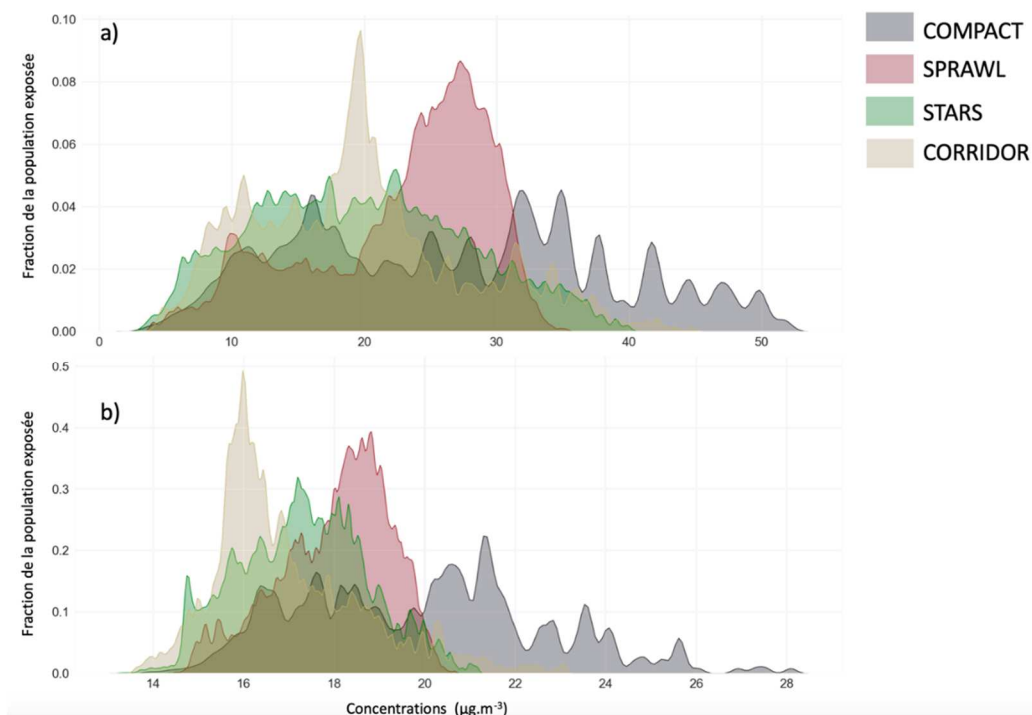 a)
Fraction de la population exposée
0.10
0.08
0.06
0.04
0.02
0.00
0 10 20 30 40 50
COMPACT
SPRAWL
STARS
CORRIDOR
b)
Fraction de la population exposée
0.5
0.4
0.3
0.2
0.1
0.0
14 16 18 20 22 24 26 28
Concentrations (µg.m⁻³)